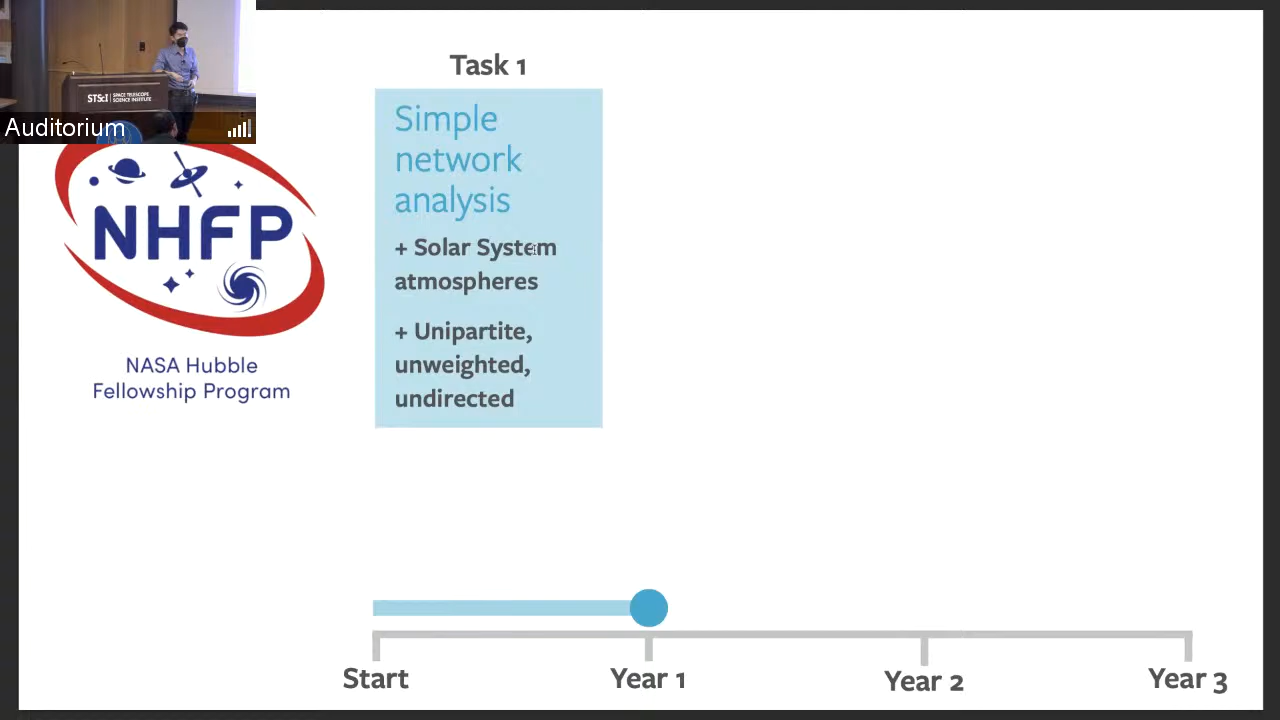 STScI | SPACE TELESCOPE
SCIENCE INSTITUTE
Auditorium
NHFP
NASA Hubble
Fellowship Program
Task 1
Simple
network
analysis
+ Solar System
atmospheres
+ Unipartite,
unweighted,
undirected
Start
Year 1
Year 2
Year 3